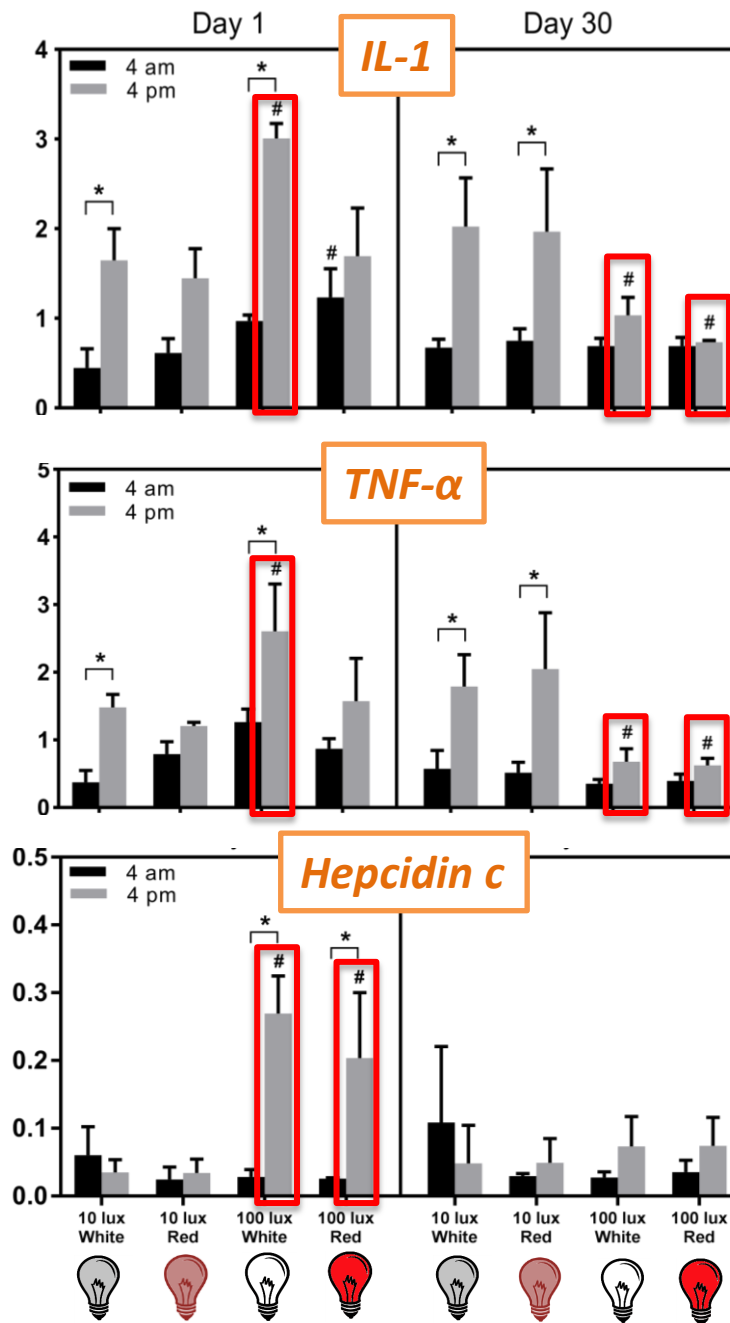 Day 1
Day 30
IL-1
4 am
4 pm
4
3
2
1
0
*
*
#
#
*
*
#
#
TNF-α
4 am
4 pm
5
4
3
2
1
0
*
*
#
*
*
#
#
Hepcidin c
4 am
4 pm
0.5
0.4
0.3
0.2
0.1
0.0
*
#
*
#
10 lux White
10 lux Red
100 lux White
100 lux Red
10 lux White
10 lux Red
100 lux White
100 lux Red